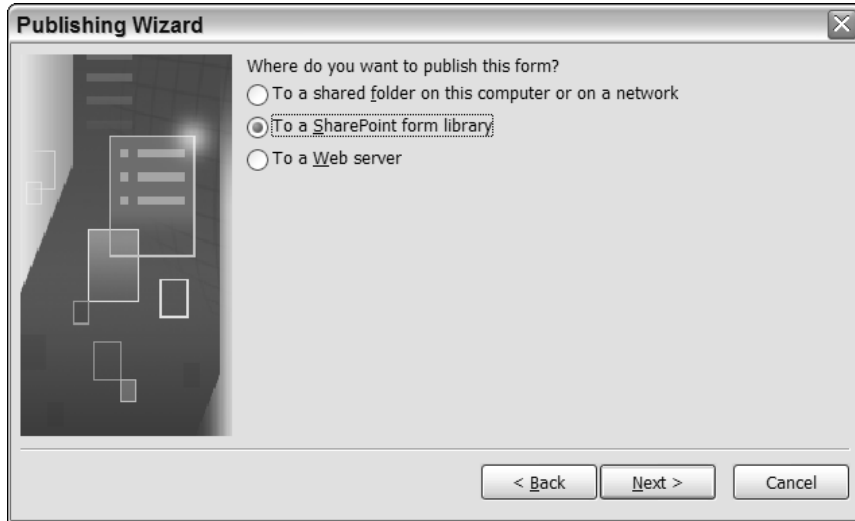 Publishing Wizard
Where do you want to publish this form?
To a shared folder on this computer or on a network
To a SharePoint form library
To a Web server
< Back
Next >
Cancel